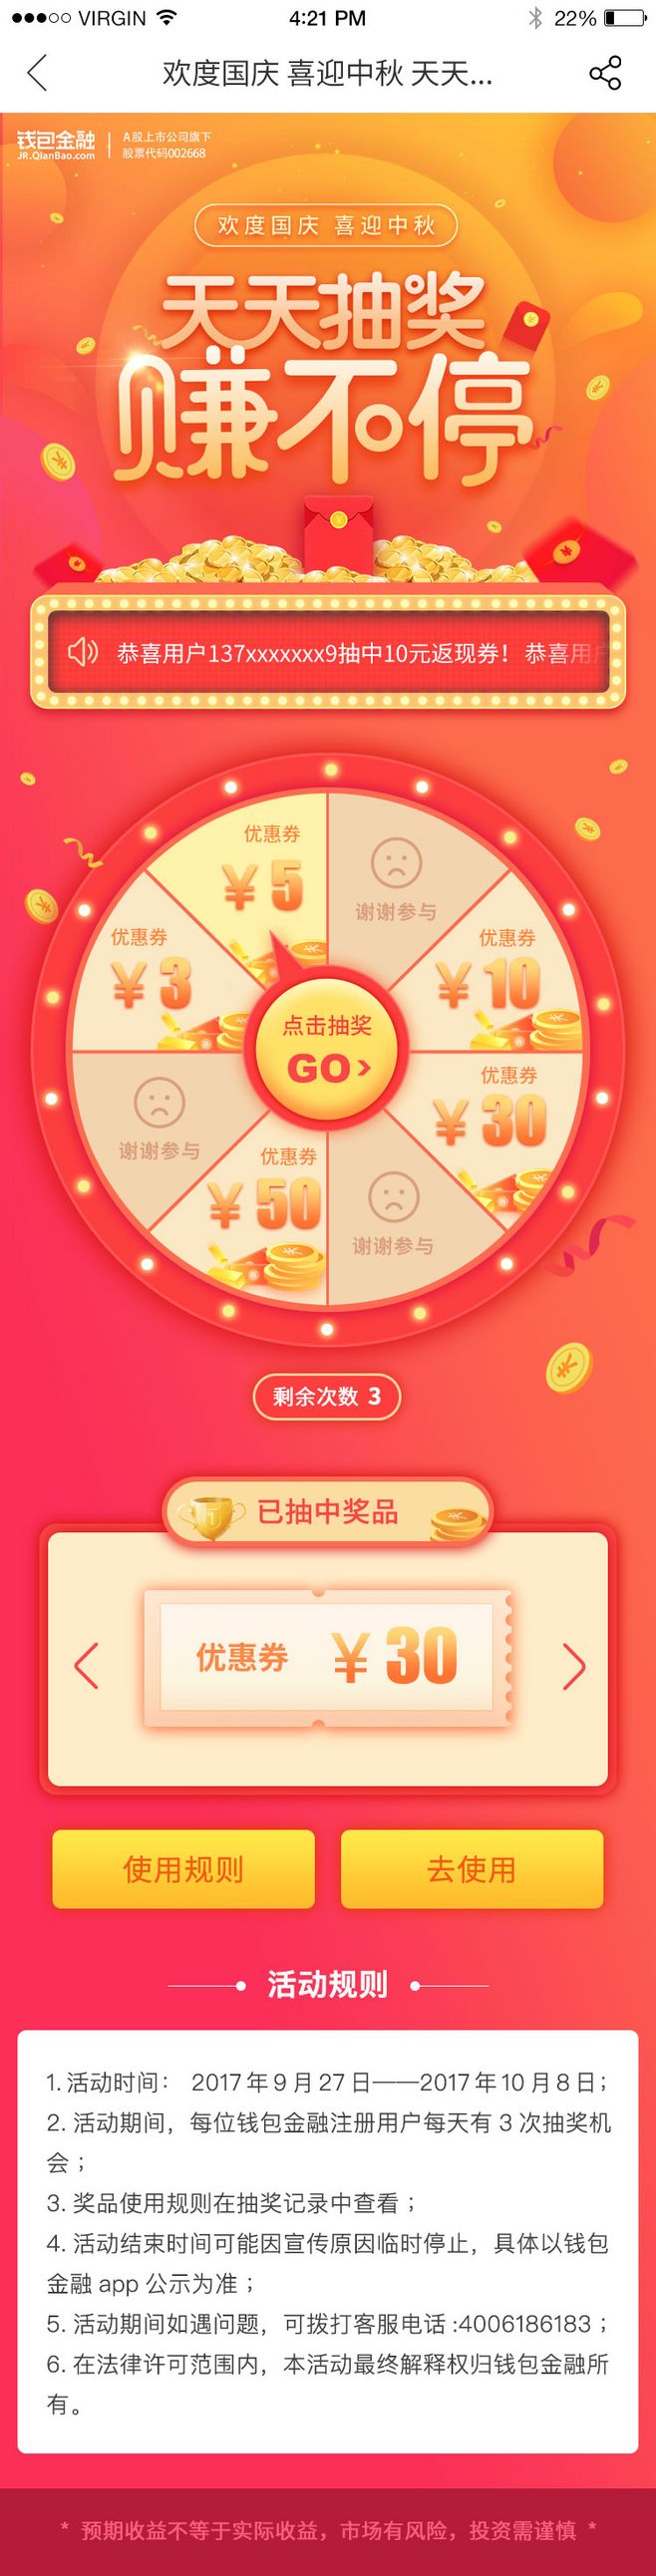 VIRGIN
4:21 PM
22%
欢度国庆 喜迎中秋 天天...
钱包金融
JR.QianBao.com
A股上市公司旗下
股票代码002668
欢度国庆 喜迎中秋
天天抽奖
赚不停
恭喜用户137xxxxxxx9抽中10元返现券！恭喜用户
优惠券
¥5
谢谢参与
优惠券
¥3
优惠券
¥10
点击抽奖
GO>
优惠券
¥30
谢谢参与
优惠券
¥50
谢谢参与
剩余次数 3
1
已抽中奖品
优惠券 ¥30
使用规则
去使用
活动规则
1. 活动时间： 2017 年 9 月 27 日——2017 年 10 月 8 日；
2. 活动期间，每位钱包金融注册用户每天有 3 次抽奖机
会；
3. 奖品使用规则在抽奖记录中查看；
4. 活动结束时间可能因宣传原因临时停止，具体以钱包
金融 app 公示为准；
5. 活动期间如遇问题，可拨打客服电话 :4006186183；
6. 在法律许可范围内，本活动最终解释权归钱包金融所
有。
* 预期收益不等于实际收益，市场有风险，投资需谨慎 *